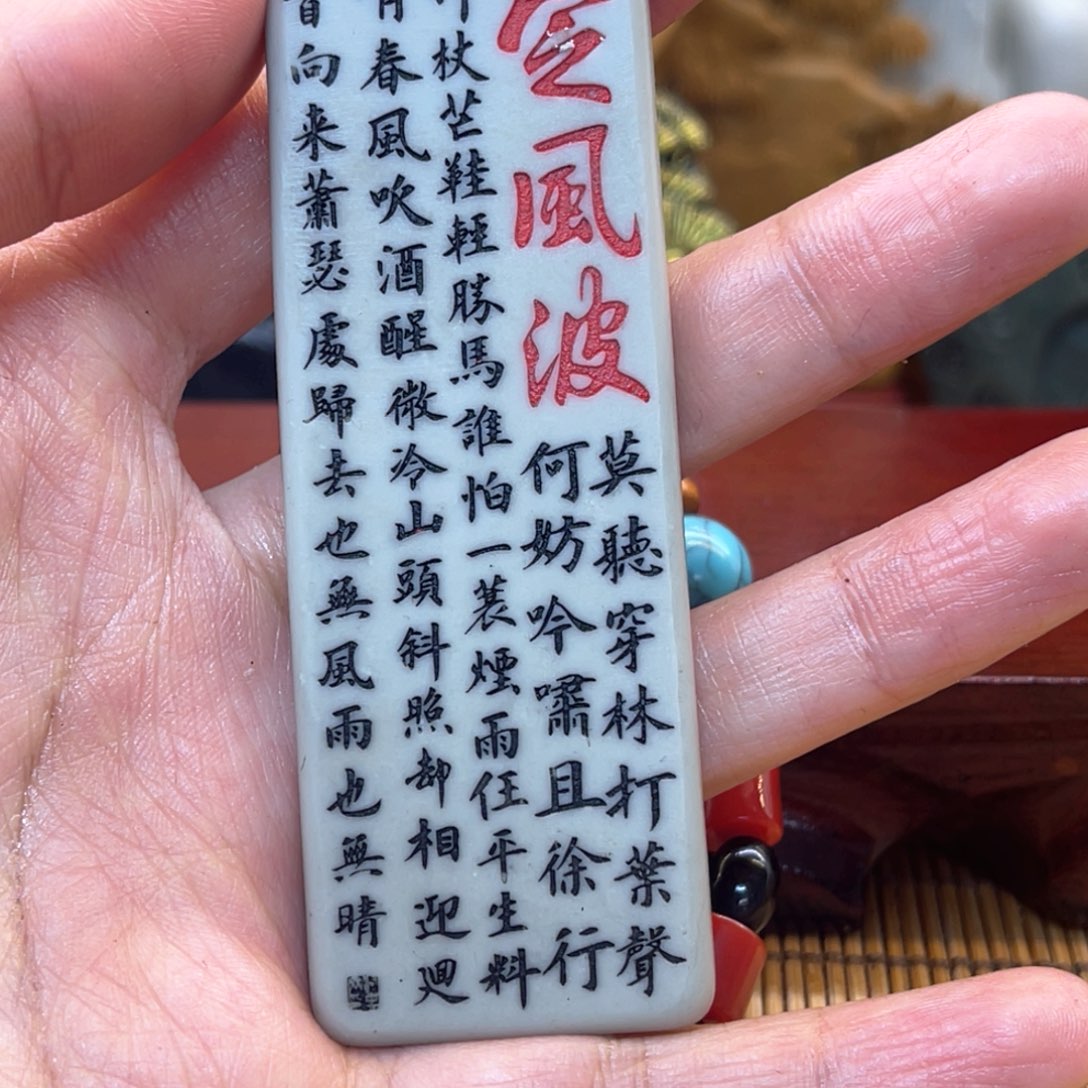 定風波
莫聽穿林打葉聲
何妨吟嘯且徐行
杖芒鞋輕勝馬誰怕一蓑煙雨任平生料
春風吹酒醒微冷山頭斜照却相迎廻
首向来蕭瑟處歸去也無風雨也無晴